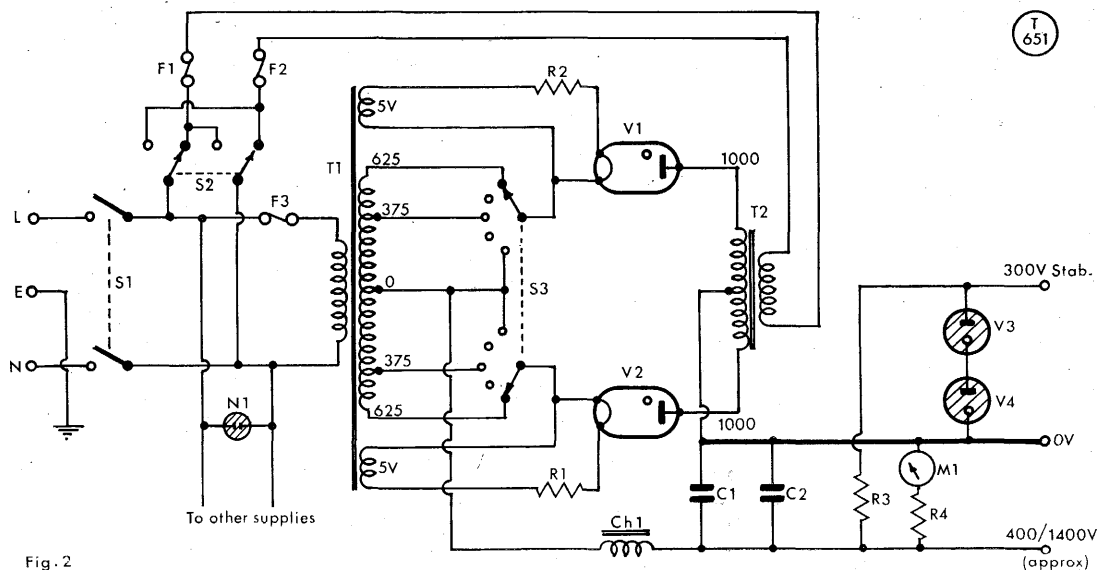 T
651
F1
F2
R2
5V
V1
T1
625
1000
S2
T2
375
L
F3
S1
0
S3
300V Stab.
E
V3
375
N
V2
V4
625
1000
N1
0V
5V
M1
R1
C1
C2
R3
R4
To other supplies
Ch1
400/1400V
(approx)
Fig. 2